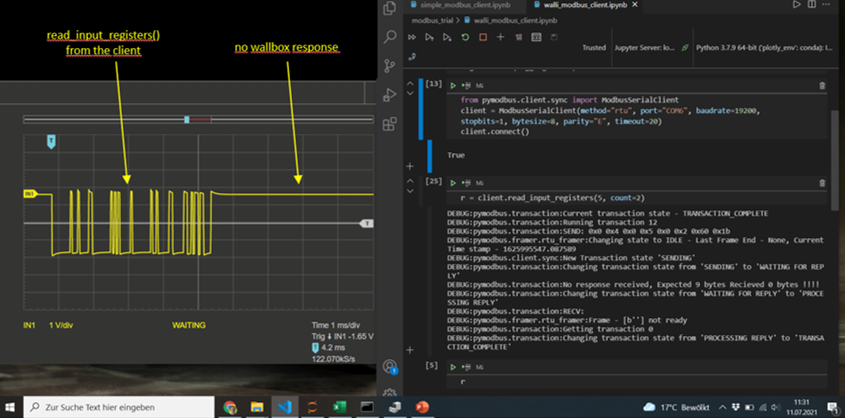 read_input_registers()
from the client
no wallbox response
T
IN1
T
IN1 1 V/div
WAITING
Time 1 ms/div
Trig IN1 -1.65 V
T 4.2 ms
122.070kS/s
simple_modbus_client.ipynb
walli_modbus_client.ipynb
modbus_trial > walli_modbus_client.ipynb
Trusted
Jupyter Server: lo...
Python 3.7.9 64-bit ('plotly_env': conda): I...
[13]
from pymodbus.client.sync import ModbusSerialClient
client = ModbusSerialClient(method="rtu", port="COM6", baudrate=19200,
stopbits=1, bytesize=8, parity="E", timeout=20)
client.connect()
True
[25]
r = client.read_input_registers(5, count=2)
DEBUG:pymodbus.transaction:Current transaction state - TRANSACTION_COMPLETE
DEBUG:pymodbus.transaction:Running transaction 12
DEBUG:pymodbus.transaction:SEND: 0x0 0x4 0x0 0x5 0x0 0x2 0x60 0x1b
DEBUG:pymodbus.framer.rtu_framer:Changing state to IDLE - Last Frame End - None, Current
Time stamp - 1625995547.087589
DEBUG:pymodbus.client.sync:New Transaction state 'SENDING'
DEBUG:pymodbus.transaction:Changing transaction state from 'SENDING' to 'WAITING FOR REP
LY'
DEBUG:pymodbus.transaction:No response received, Expected 9 bytes Recieved 0 bytes !!!!
DEBUG:pymodbus.transaction:Changing transaction state from 'WAITING FOR REPLY' to 'PROCE
SSING REPLY'
DEBUG:pymodbus.transaction:RECV:
DEBUG:pymodbus.framer.rtu_framer:Frame - [b''] not ready
DEBUG:pymodbus.transaction:Getting transaction 0
DEBUG:pymodbus.transaction:Changing transaction state from 'PROCESSING REPLY' to 'TRANSA
CTION_COMPLETE'
[5]
r
Zur Suche Text hier eingeben
17°C Bewölkt
11:31
11.07.2021